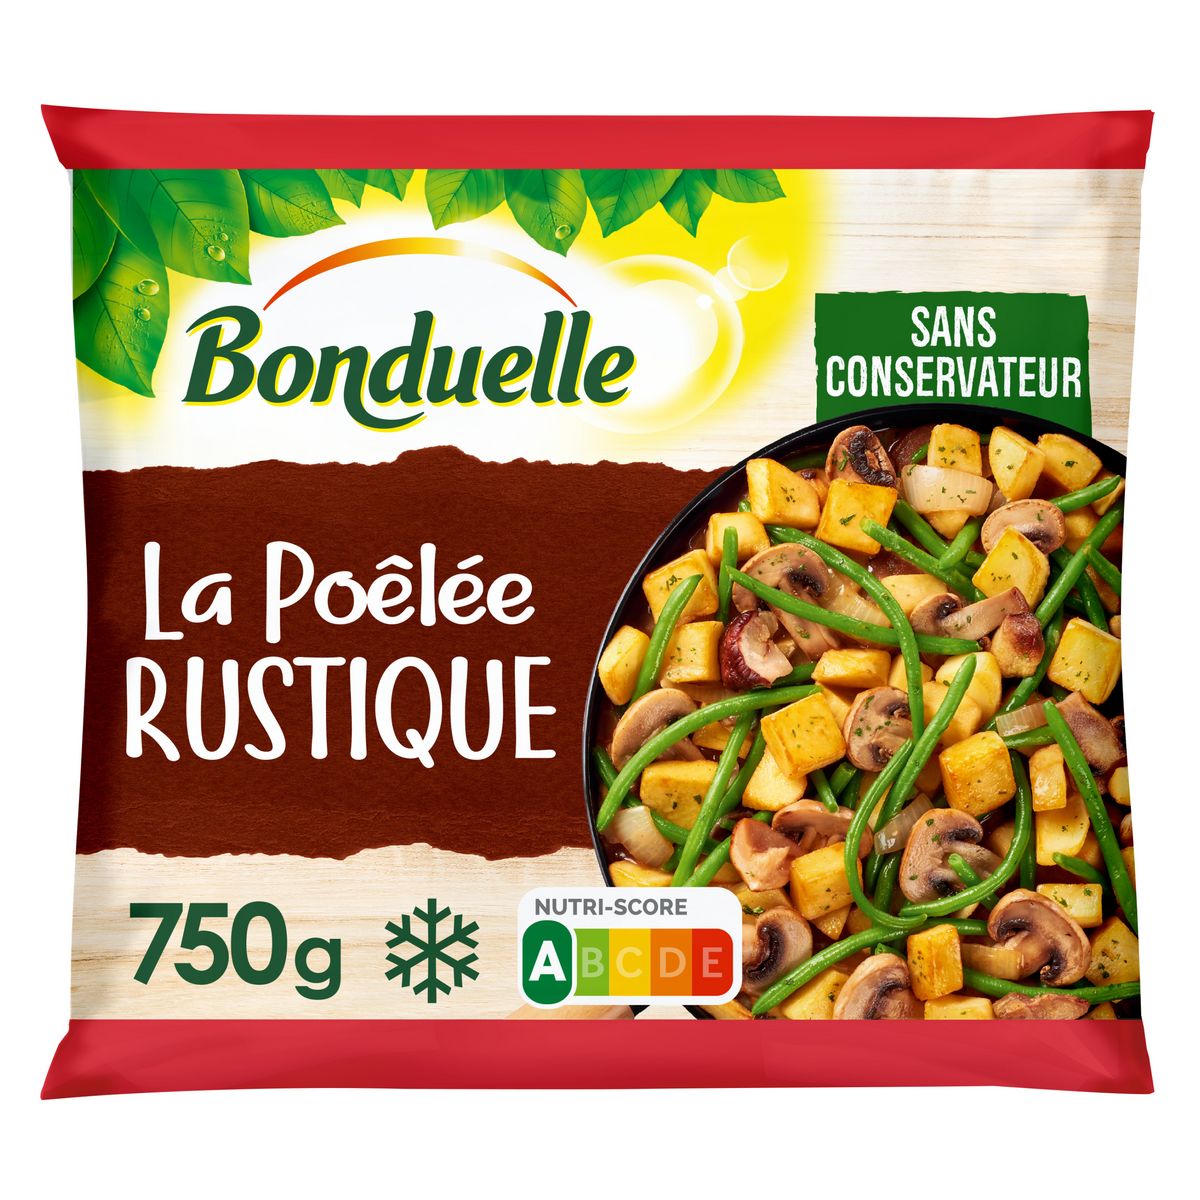 Bonduelle
SANS
CONSERVATEUR
La Poêlée
RUSTIQUE
750g
NUTRI-SCORE
A B C D E